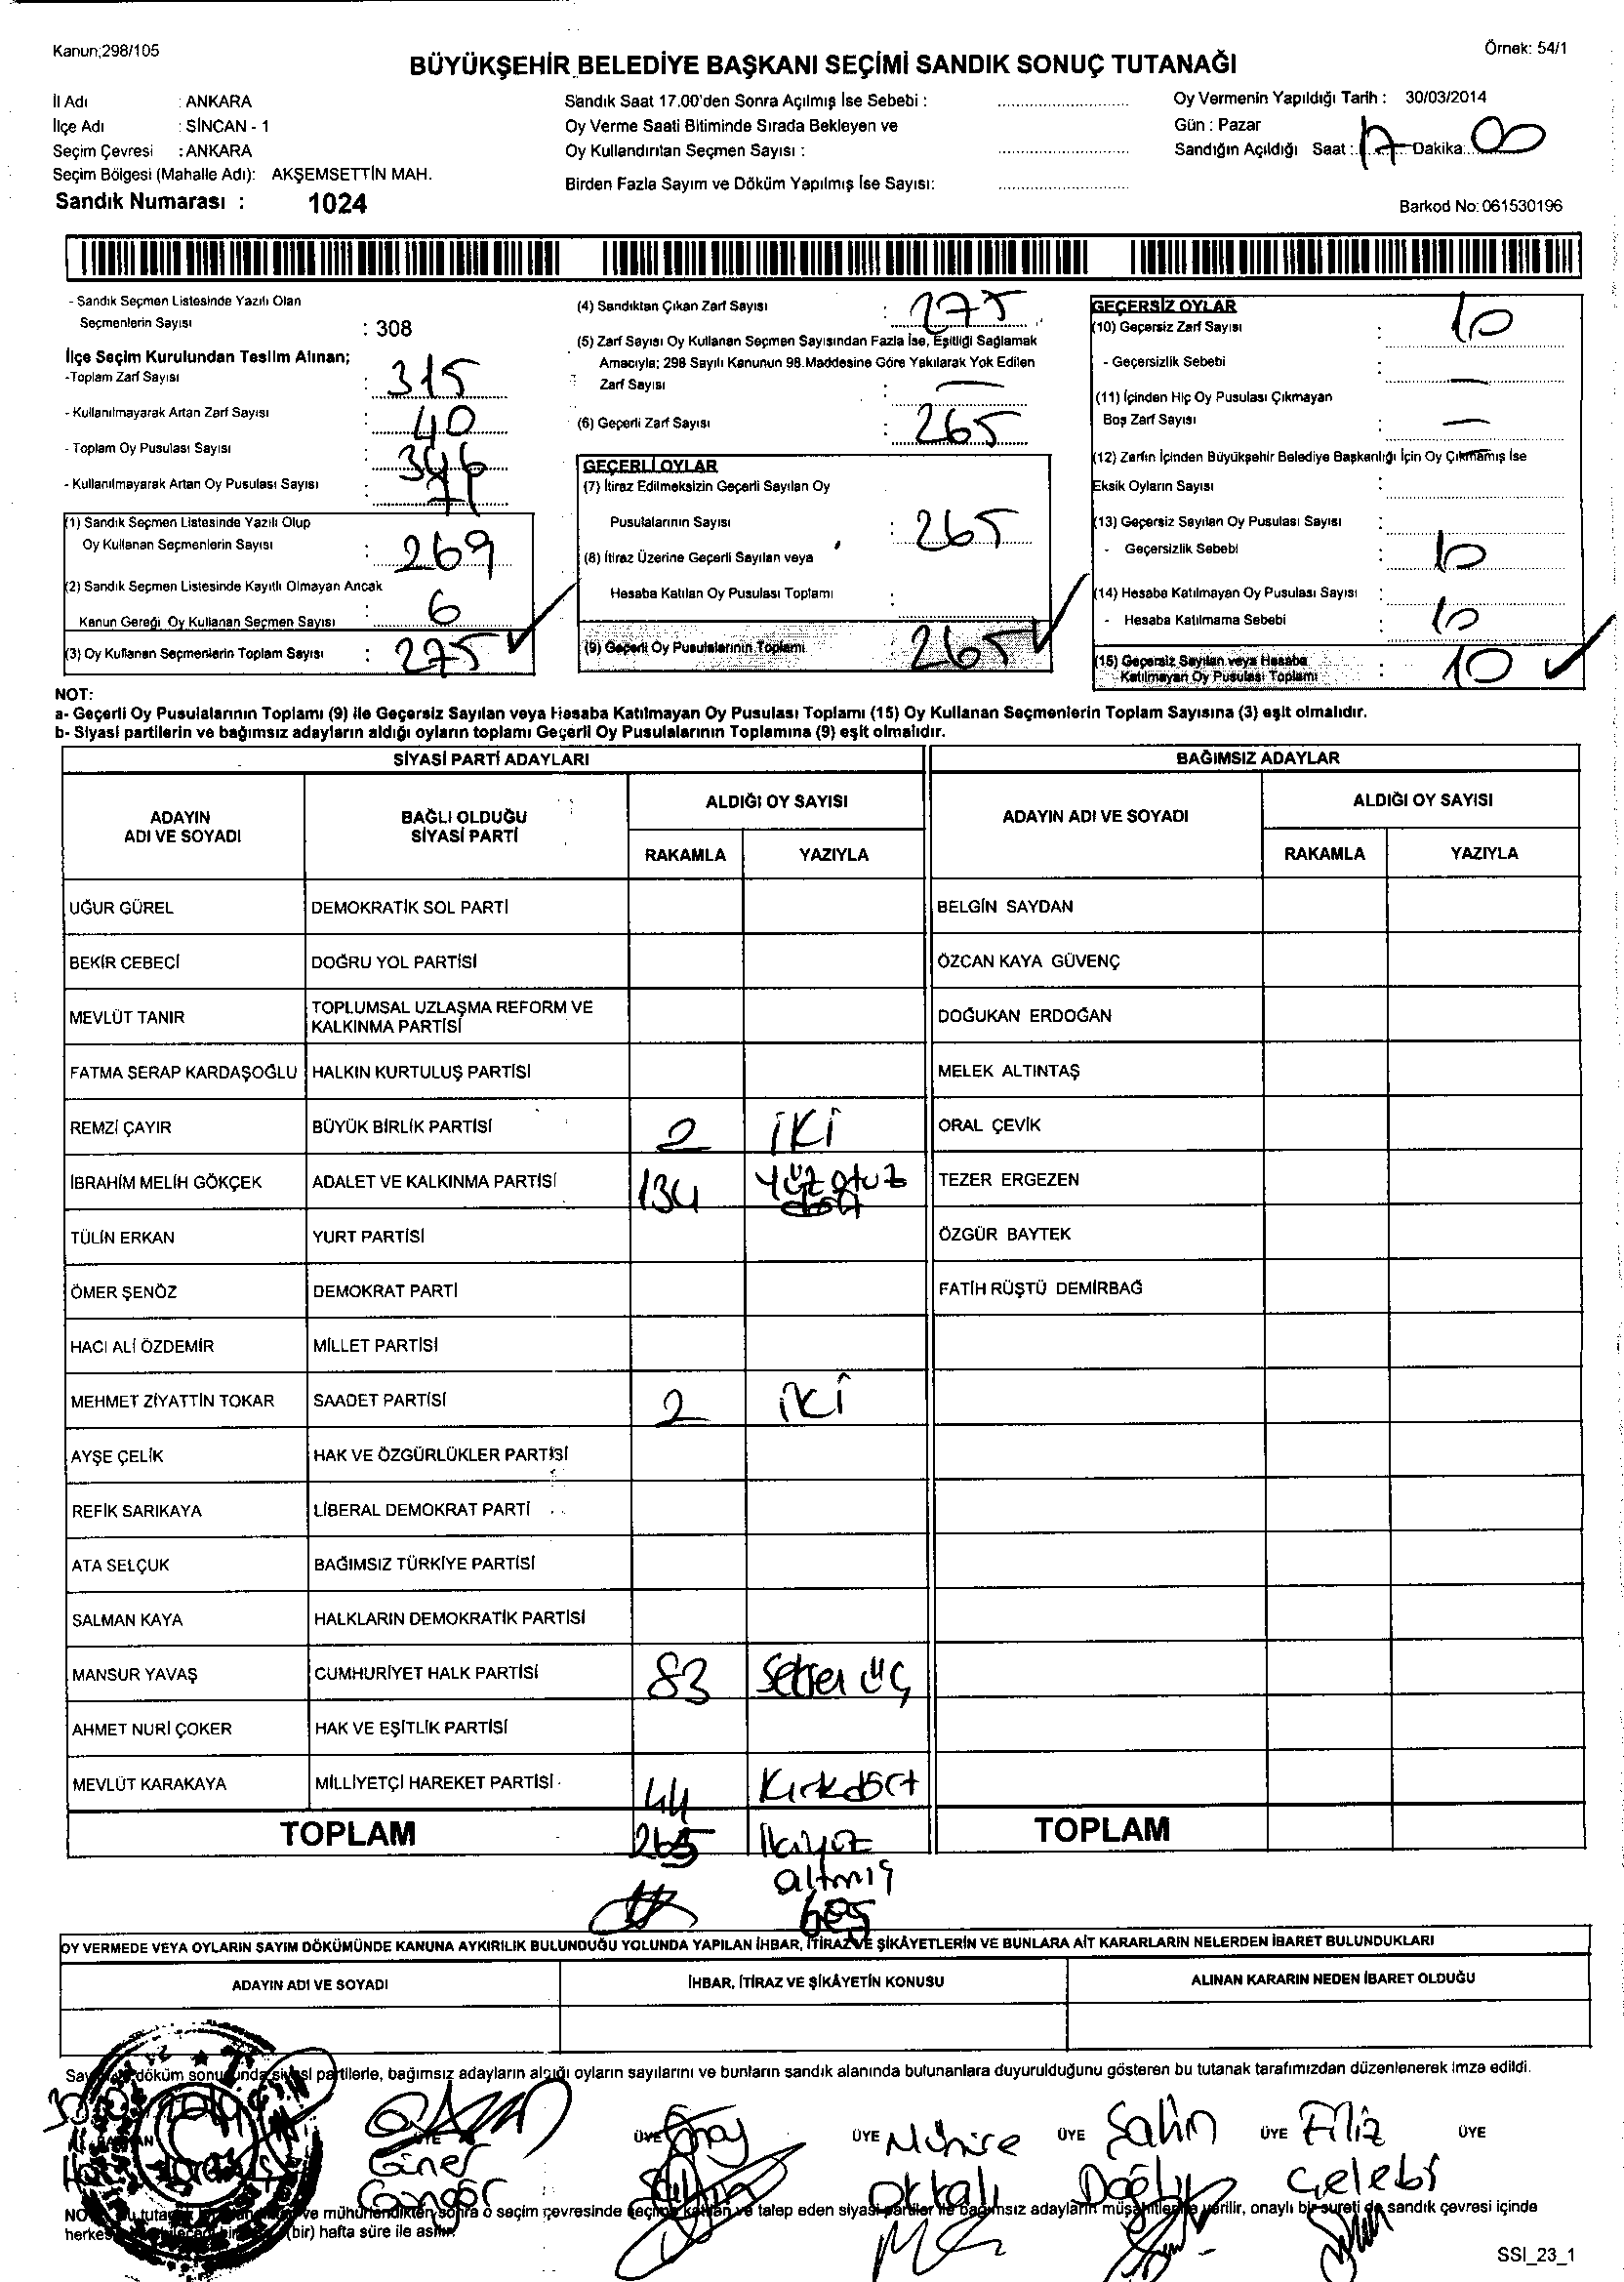 Kanun;298/105
Örnek: 54/1
BÜYÜKŞEHİR BELEDİYE BAŞKANI SEÇİMİ SANDIK SONUÇ TUTANAĞI
İl Adı : ANKARA
İlçe Adı : SİNCAN - 1
Seçim Çevresi : ANKARA
Seçim Bölgesi (Mahalle Adı): AKŞEMSETTİN MAH.
Sandık Numarası : 1024
Sandık Saat 17.00'den Sonra Açılmış İse Sebebi :
Oy Verme Saati Bitiminde Sırada Bekleyen ve
Oy Kullandırılan Seçmen Sayısı :
Birden Fazla Sayım ve Döküm Yapılmış İse Sayısı:
Oy Vermenin Yapıldığı Tarih : 30/03/2014
Gün : Pazar
Sandığın Açıldığı Saat : 17 Dakika: 00
Barkod No: 061530196
- Sandık Seçmen Listesinde Yazılı Olan
Seçmenlerin Sayısı : 308
İlçe Seçim Kurulundan Teslim Alınan;
-Toplam Zarf Sayısı : 315
- Kullanılmayarak Artan Zarf Sayısı : 40
- Toplam Oy Pusulası Sayısı :
- Kullanılmayarak Artan Oy Pusulası Sayısı :
(1) Sandık Seçmen Listesinde Yazılı Olup
Oy Kullanan Seçmenlerin Sayısı : 269
(2) Sandık Seçmen Listesinde Kayıtlı Olmayan Ancak
Kanun Gereği Oy Kullanan Seçmen Sayısı : 6
(3) Oy Kullanan Seçmenlerin Toplam Sayısı : 275
(4) Sandıktan Çıkan Zarf Sayısı : 275
(5) Zarf Sayısı Oy Kullanan Seçmen Sayısından Fazla İse, Eşitliği Sağlamak
Amacıyla; 298 Sayılı Kanunun 98.Maddesine Göre Yakılarak Yok Edilen
Zarf Sayısı : —
(6) Geçerli Zarf Sayısı : 265
GEÇERLİ OYLAR
(7) İtiraz Edilmeksizin Geçerli Sayılan Oy
Pusulalarının Sayısı : 265
(8) İtiraz Üzerine Geçerli Sayılan veya
Hesaba Katılan Oy Pusulası Toplamı :
(9) Geçerli Oy Pusulalarının Toplamı 265
GEÇERSİZ OYLAR
(10) Geçersiz Zarf Sayısı : 10
- Geçersizlik Sebebi : —
(11) İçinden Hiç Oy Pusulası Çıkmayan
Boş Zarf Sayısı : —
(12) Zarfın İçinden Büyükşehir Belediye Başkanlığı İçin Oy Çıkmamış İse
Eksik Oyların Sayısı : —
(13) Geçersiz Sayılan Oy Pusulası Sayısı :
- Geçersizlik Sebebi : 10
(14) Hesaba Katılmayan Oy Pusulası Sayısı :
- Hesaba Katılmama Sebebi : 10
(15) Geçersiz Sayılan veya Hesaba
Katılmayan Oy Pusulası Toplamı : 10
NOT:
a- Geçerli Oy Pusulalarının Toplamı (9) ile Geçersiz Sayılan veya Hesaba Katılmayan Oy Pusulası Toplamı (15) Oy Kullanan Seçmenlerin Toplam Sayısına (3) eşit olmalıdır.
b- Siyasi partilerin ve bağımsız adayların aldığı oyların toplamı Geçerli Oy Pusulalarının Toplamına (9) eşit olmalıdır.
SİYASİ PARTİ ADAYLARI
ADAYIN
ADI VE SOYADI
BAĞLI OLDUĞU
SİYASİ PARTİ
ALDIĞI OY SAYISI
RAKAMLA YAZIYLA
UĞUR GÜREL DEMOKRATİK SOL PARTİ
BEKİR CEBECİ DOĞRU YOL PARTİSİ
MEVLÜT TANIR TOPLUMSAL UZLAŞMA REFORM VE
KALKINMA PARTİSİ
FATMA SERAP KARDAŞOĞLU HALKIN KURTULUŞ PARTİSİ
REMZİ ÇAYIR BÜYÜK BİRLİK PARTİSİ 2 İKİ
İBRAHİM MELİH GÖKÇEK ADALET VE KALKINMA PARTİSİ 134 Yüz otuz
dört
TÜLİN ERKAN YURT PARTİSİ
ÖMER ŞENÖZ DEMOKRAT PARTİ
HACI ALİ ÖZDEMİR MİLLET PARTİSİ
MEHMET ZİYATTİN TOKAR SAADET PARTİSİ 2 iki
AYŞE ÇELİK HAK VE ÖZGÜRLÜKLER PARTİSİ
REFİK SARIKAYA LİBERAL DEMOKRAT PARTİ
ATA SELÇUK BAĞIMSIZ TÜRKİYE PARTİSİ
SALMAN KAYA HALKLARIN DEMOKRATİK PARTİSİ
MANSUR YAVAŞ CUMHURİYET HALK PARTİSİ 83 Seksen üç
AHMET NURİ ÇOKER HAK VE EŞİTLİK PARTİSİ
MEVLÜT KARAKAYA MİLLİYETÇİ HAREKET PARTİSİ 44 Kırkdört
TOPLAM 265 İkiyüz
altmış
beş
BAĞIMSIZ ADAYLAR
ADAYIN ADI VE SOYADI
ALDIĞI OY SAYISI
RAKAMLA YAZIYLA
BELGİN SAYDAN
ÖZCAN KAYA GÜVENÇ
DOĞUKAN ERDOĞAN
MELEK ALTINTAŞ
ORAL ÇEVİK
TEZER ERGEZEN
ÖZGÜR BAYTEK
FATİH RÜŞTÜ DEMİRBAĞ
TOPLAM
OY VERMEDE VEYA OYLARIN SAYIM DÖKÜMÜNDE KANUNA AYKIRILIK BULUNDUĞU YOLUNDA YAPILAN İHBAR, İTİRAZ VE ŞİKÂYETLERİN VE BUNLARA AİT KARARLARIN NELERDEN İBARET BULUNDUKLARI
ADAYIN ADI VE SOYADI İHBAR, İTİRAZ VE ŞİKÂYETİN KONUSU ALINAN KARARIN NEDEN İBARET OLDUĞU
döküm sonucunda siyasi partilerle, bağımsız adayların aldığı oyların sayılarını ve bunların sandık alanında bulunanlara duyurulduğunu gösteren bu tutanak tarafımızdan düzenlenerek imza edildi.
ÜYE ÜYE Münire ÜYE Şahin ÜYE Filiz ÜYE
Güner
Güngör Oktalı Çelebi
ve mühürlendikten sonra o seçim çevresinde seçime katılan ve talep eden siyasi partiler ile bağımsız adayların müşahitlerine verilir, onaylı bir sureti de sandık çevresi içinde
(bir) hafta süre ile asılır.
SSI_23_1